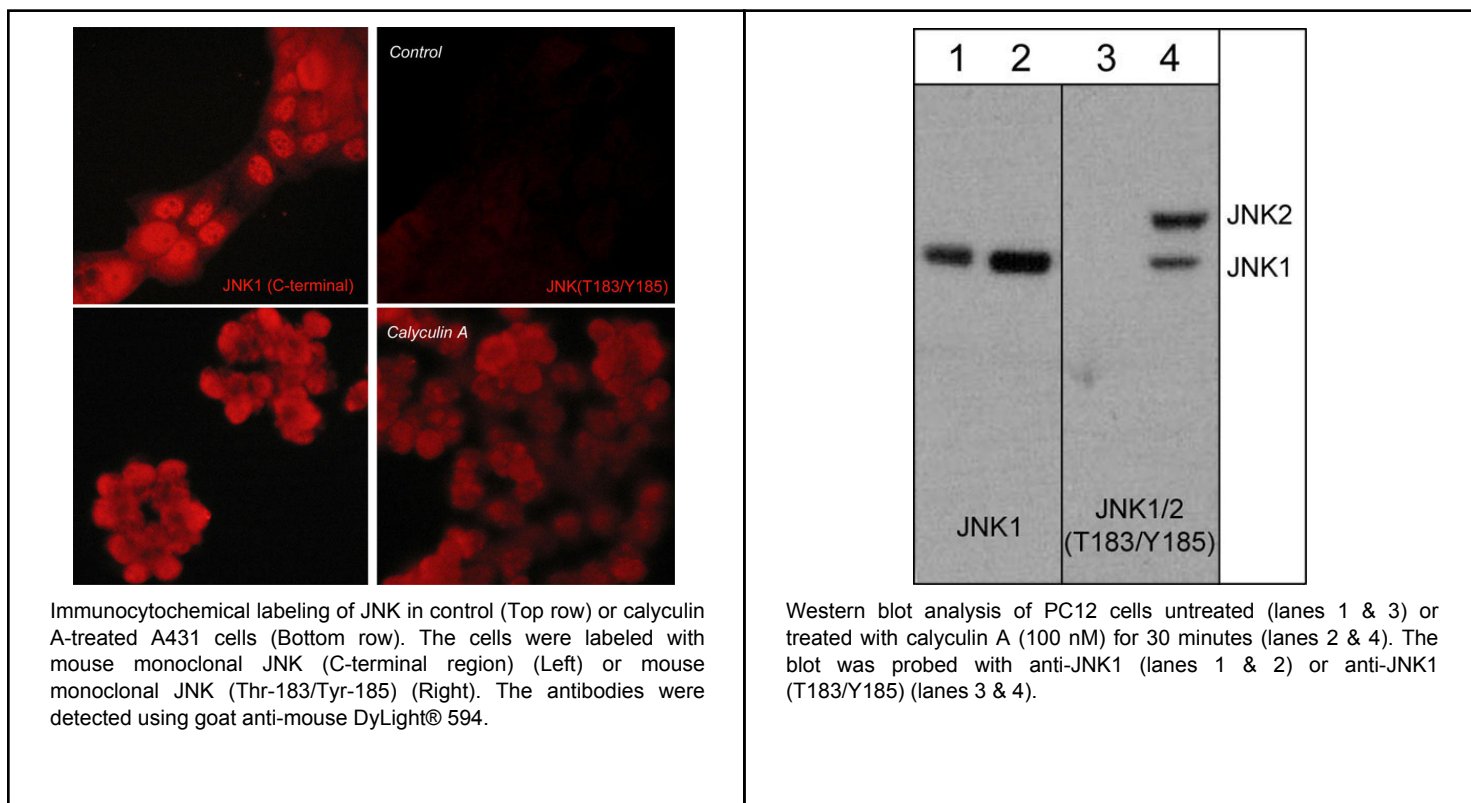 Control
JNK1 (C-terminal)
JNK(T183/Y185)
Calyculin A
Immunocytochemical labeling of JNK in control (Top row) or calyculin
A-treated A431 cells (Bottom row). The cells were labeled with
mouse monoclonal JNK (C-terminal region) (Left) or mouse
monoclonal JNK (Thr-183/Tyr-185) (Right). The antibodies were
detected using goat anti-mouse DyLight® 594.
1 2 3 4
JNK2
JNK1
JNK1
JNK1/2
(T183/Y185)
Western blot analysis of PC12 cells untreated (lanes 1 & 3) or
treated with calyculin A (100 nM) for 30 minutes (lanes 2 & 4). The
blot was probed with anti-JNK1 (lanes 1 & 2) or anti-JNK1
(T183/Y185) (lanes 3 & 4).